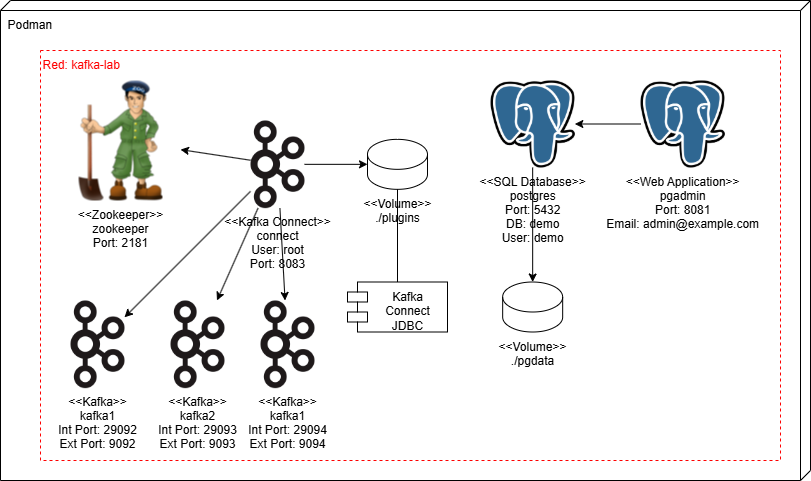 Podman
Red: kafka-lab
<<Zookeeper>>
zookeeper
Port: 2181
<<Kafka Connect>>
connect
User: root
Port: 8083
<<Volume>>
./plugins
Kafka
Connect
JDBC
<<SQL Database>>
postgres
Port: 5432
DB: demo
User: demo
<<Web Application>>
pgadmin
Port: 8081
Email: admin@example.com
<<Volume>>
./pgdata
<<Kafka>>
kafka1
Int Port: 29092
Ext Port: 9092
<<Kafka>>
kafka2
Int Port: 29093
Ext Port: 9093
<<Kafka>>
kafka1
Int Port: 29094
Ext Port: 9094